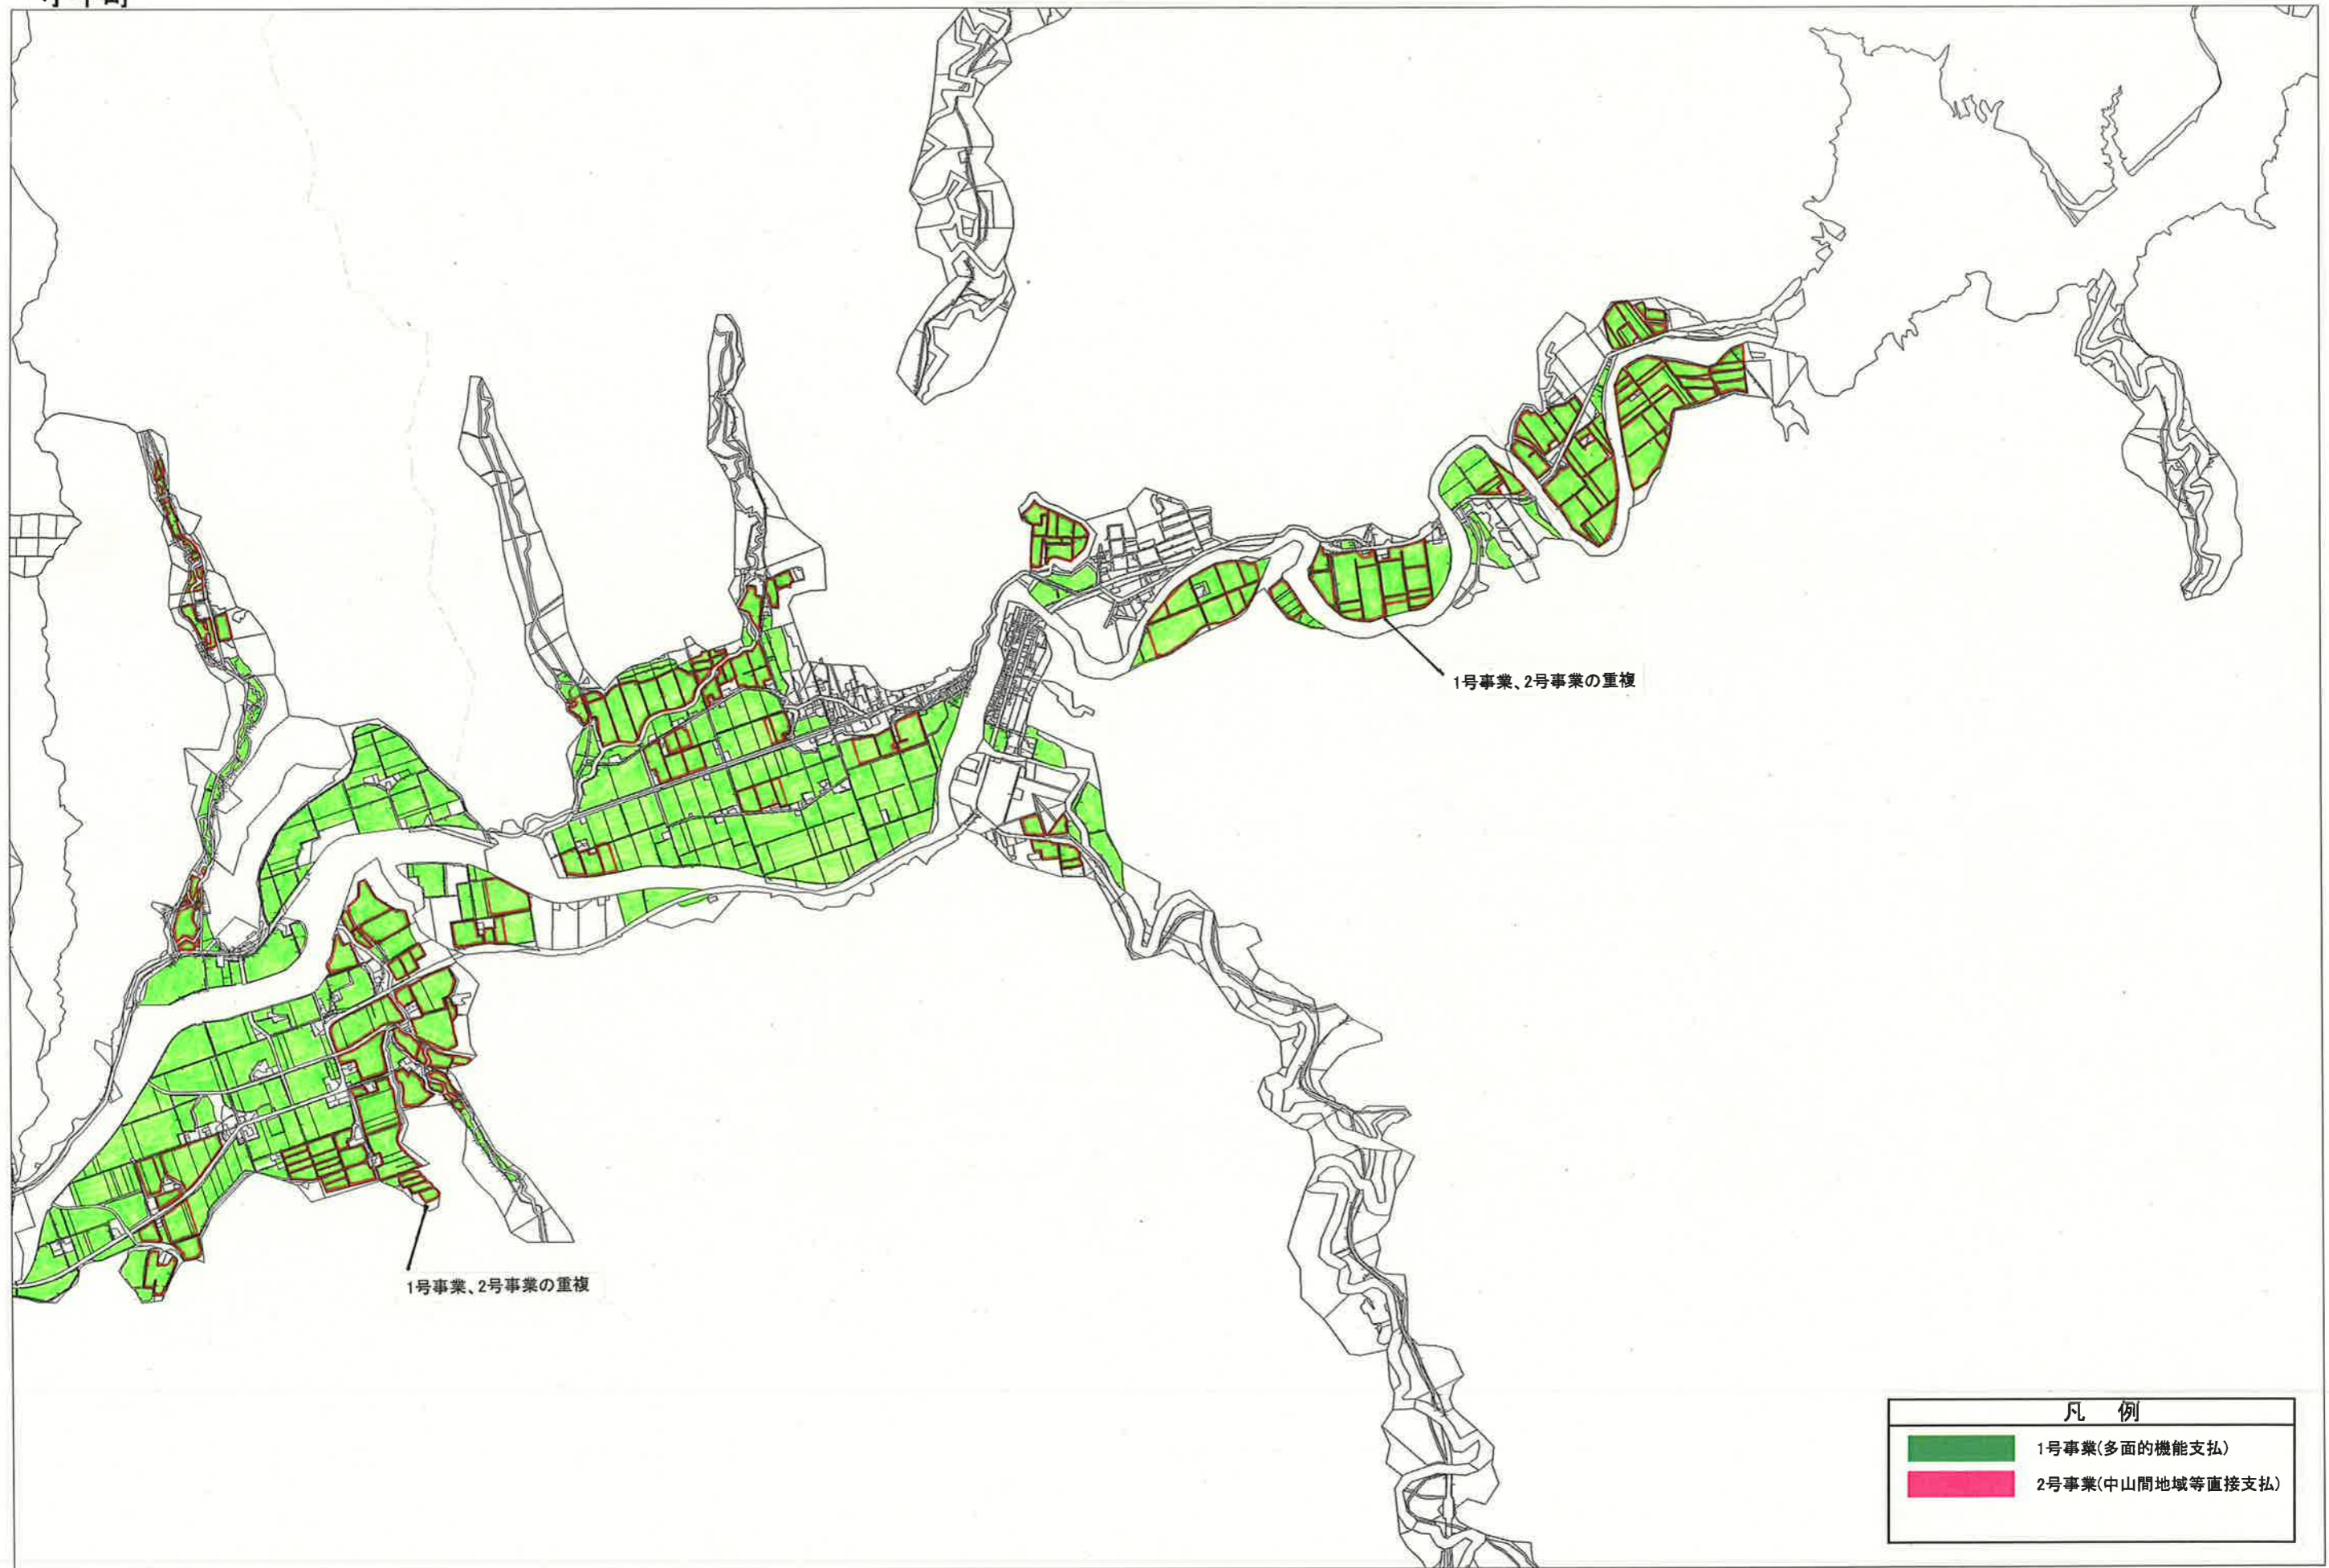 1号事業、2号事業の重複
1号事業、2号事業の重複
凡 例
1号事業(多面的機能支払)
2号事業(中山間地域等直接支払)